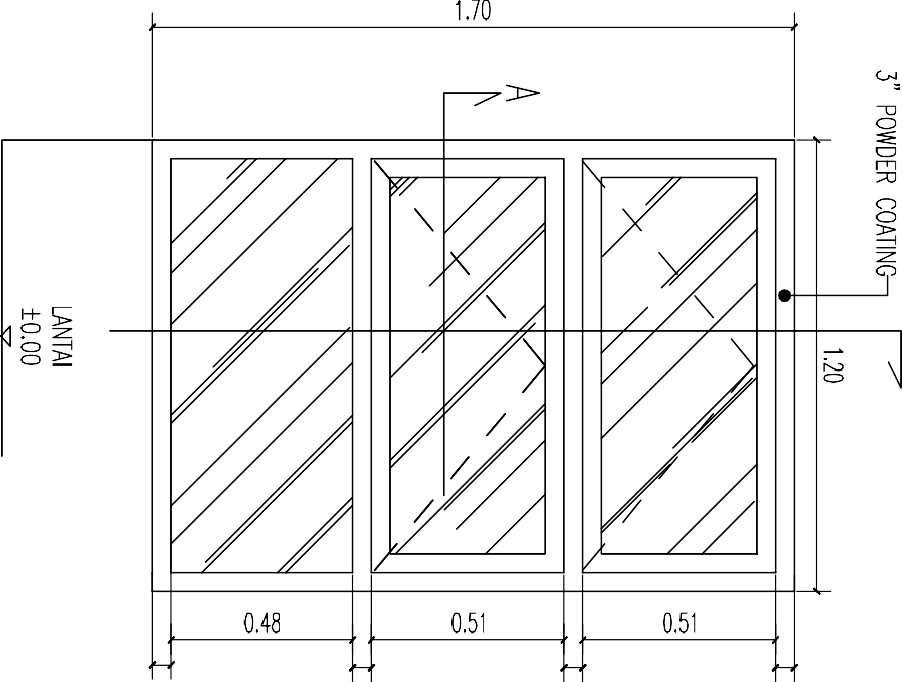 1.70
A
3" POWDER COATING
LANTAI
±0.00
1.20
0.48
0.51
0.51